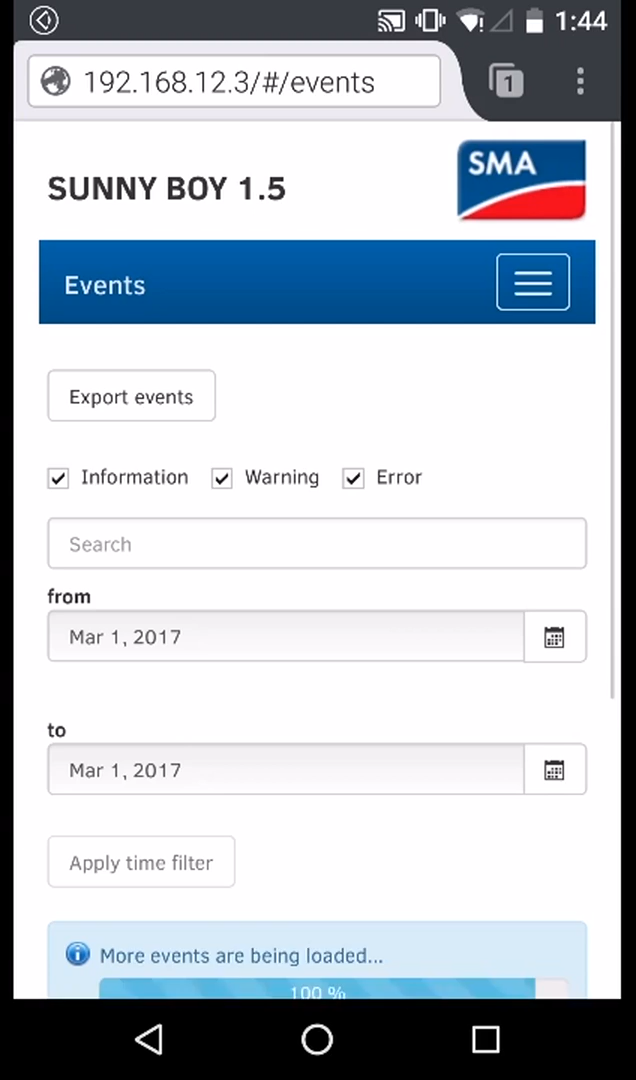 1:44
192.168.12.3/#/events
1
SUNNY BOY 1.5
SMA
Events
Export events
Information Warning Error
Search
from
Mar 1, 2017
to
Mar 1, 2017
Apply time filter
More events are being loaded...
100 %